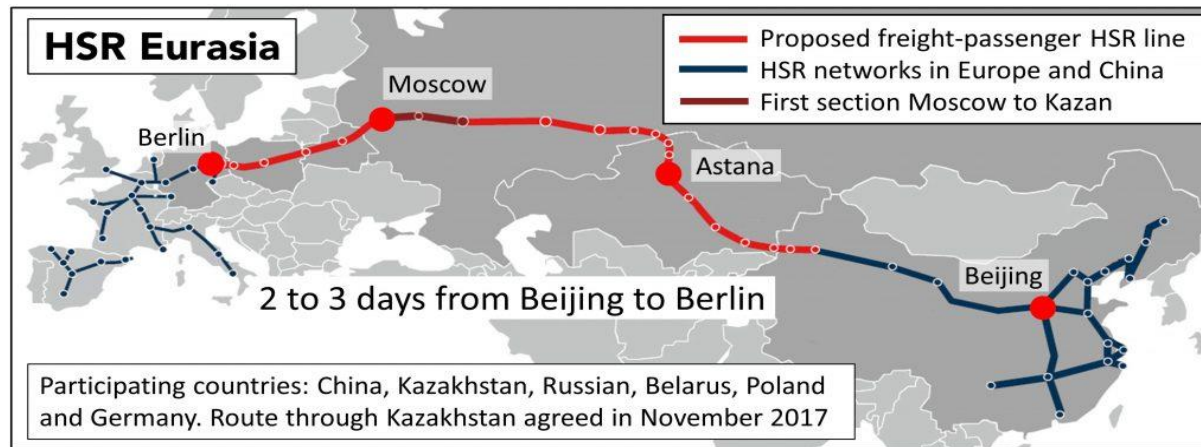 HSR Eurasia
Proposed freight-passenger HSR line
HSR networks in Europe and China
First section Moscow to Kazan
Moscow
Berlin
Astana
Beijing
2 to 3 days from Beijing to Berlin
Participating countries: China, Kazakhstan, Russian, Belarus, Poland
and Germany. Route through Kazakhstan agreed in November 2017